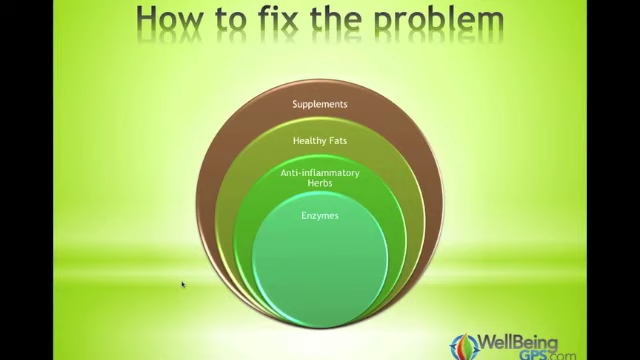 How to fix the problem
Supplements
Healthy Fats
Anti-inflammatory
Herbs
Enzymes
WellBeing
GPS.com